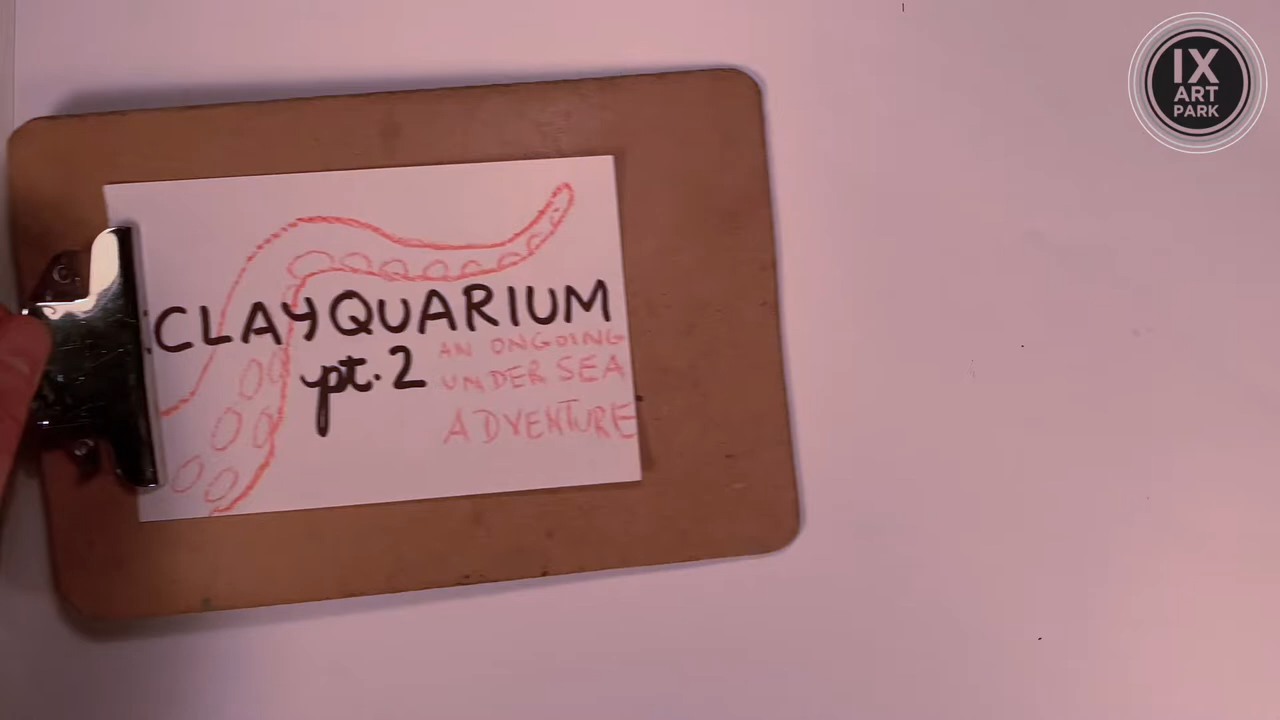 CLAYQUARIUM
pt. 2
AN ONGOING
UNDER SEA
ADVENTURE
IX
ART
PARK